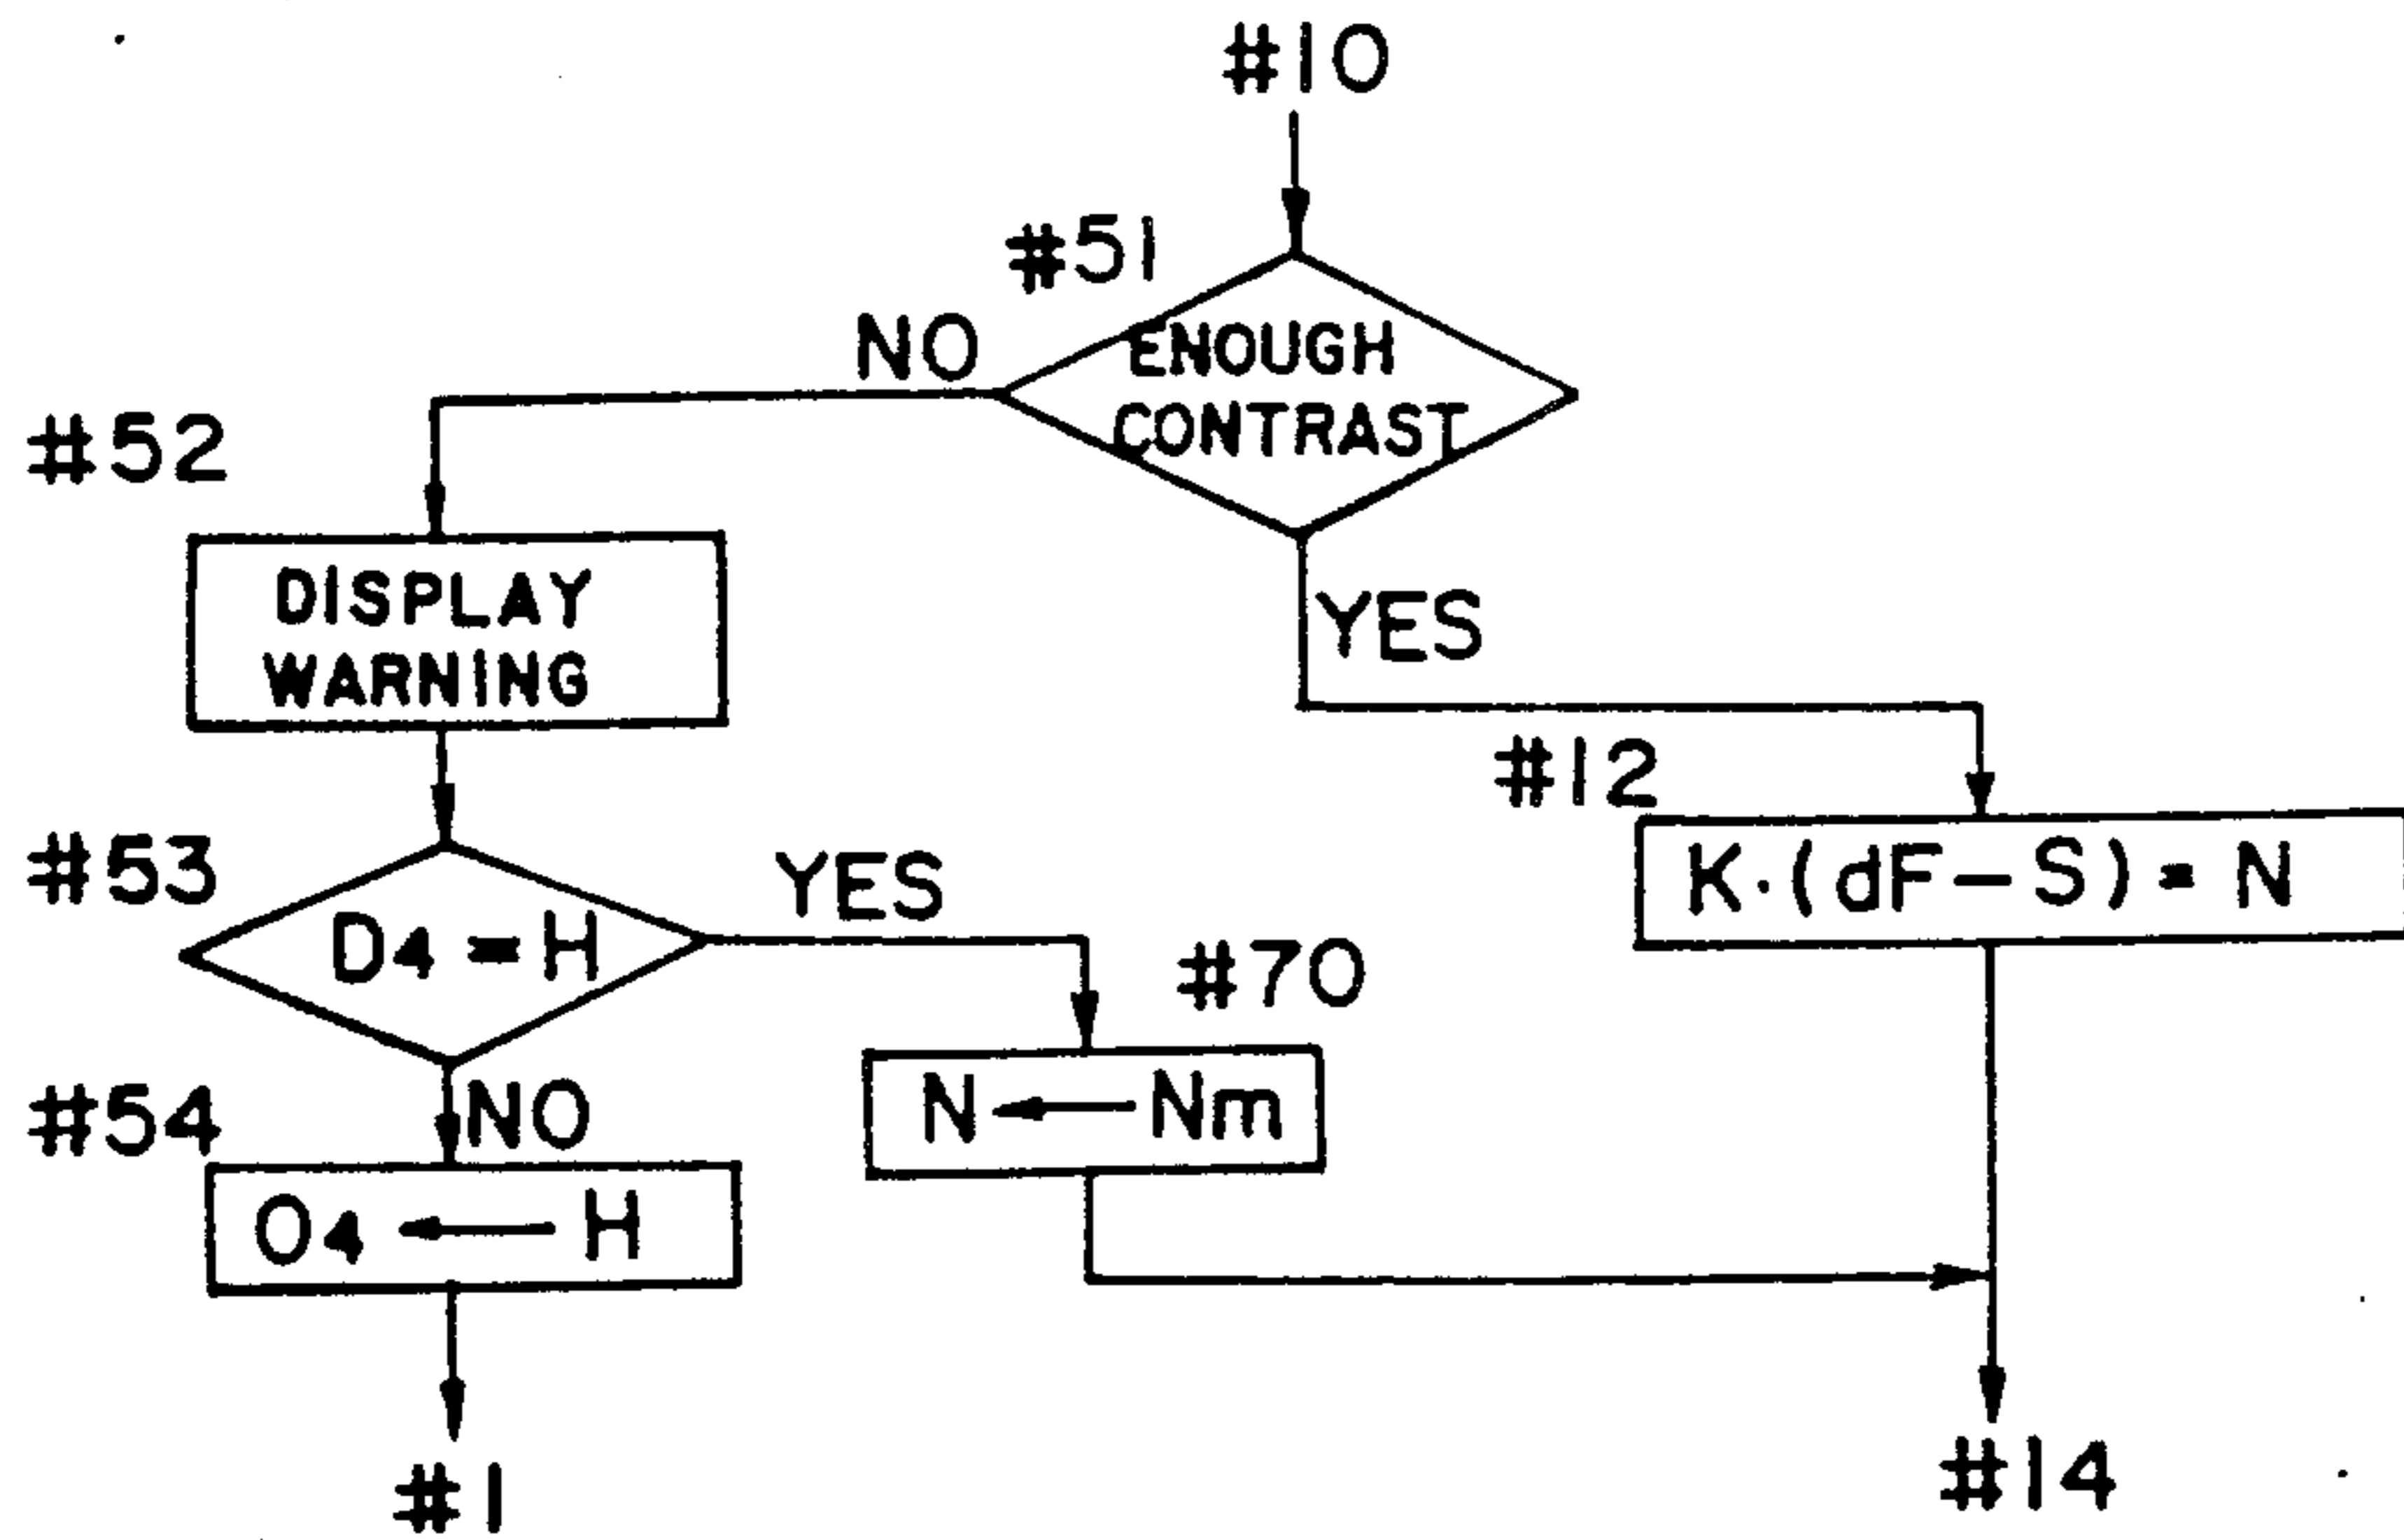 #10
#51
NO
ENOUGH
CONTRAST
#52
DISPLAY
WARNING
YES
#12
K·(dF−S)=N
#53
D4=H
YES
#70
N←Nm
#54
NO
O4←H
#1
#14